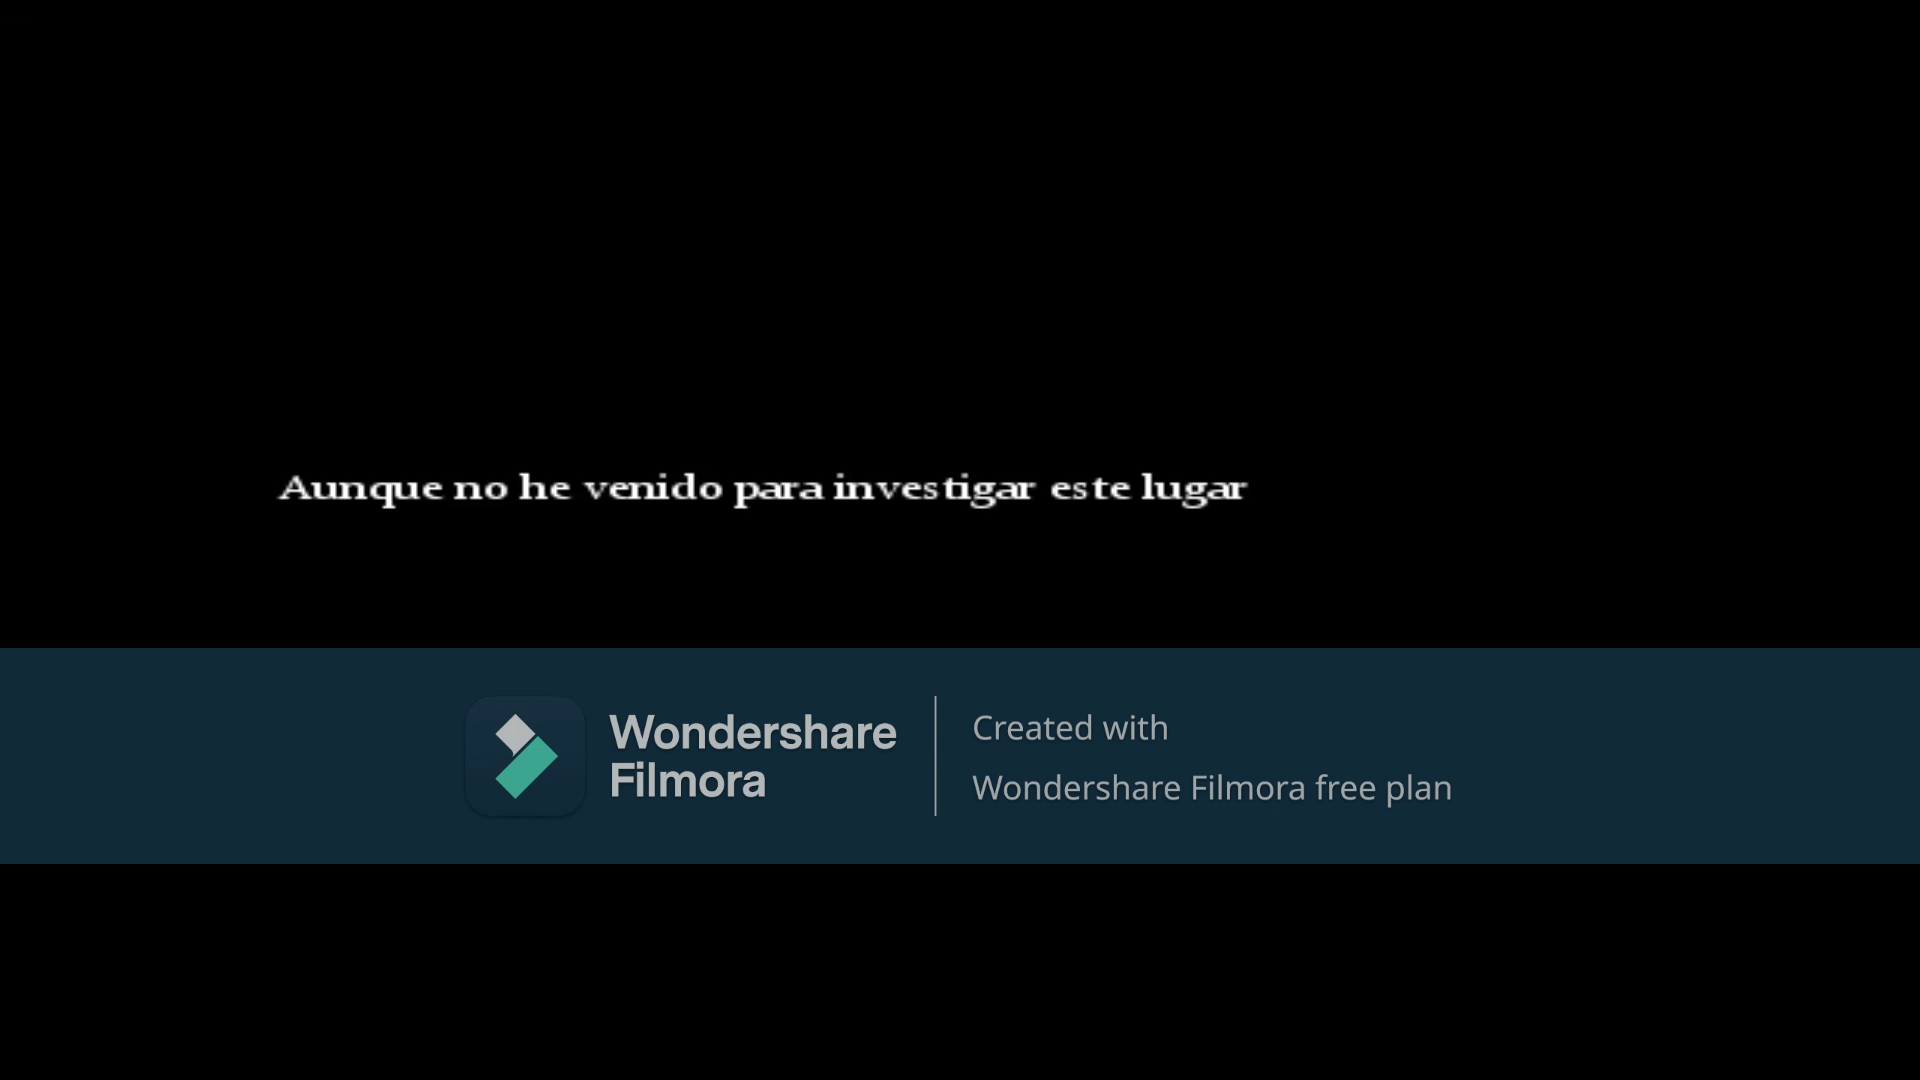 Aunque no he venido para investigar este lugar
Wondershare
Filmora
Created with
Wondershare Filmora free plan